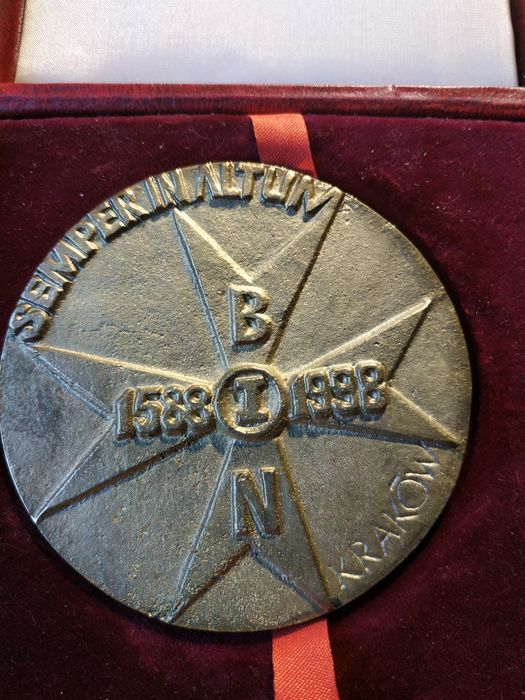 SEMPER IN ALTUM
B
1588 I 1998
N
KRAKÓW